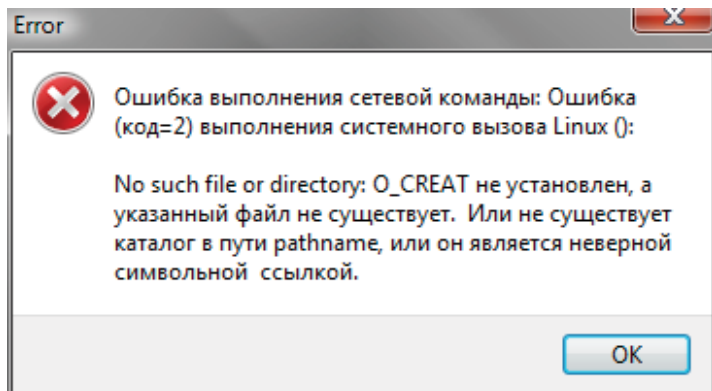 Error
Ошибка выполнения сетевой команды: Ошибка
(код=2) выполнения системного вызова Linux ():
No such file or directory: O_CREAT не установлен, а
указанный файл не существует.  Или не существует
каталог в пути pathname, или он является неверной
символьной  ссылкой.
OK